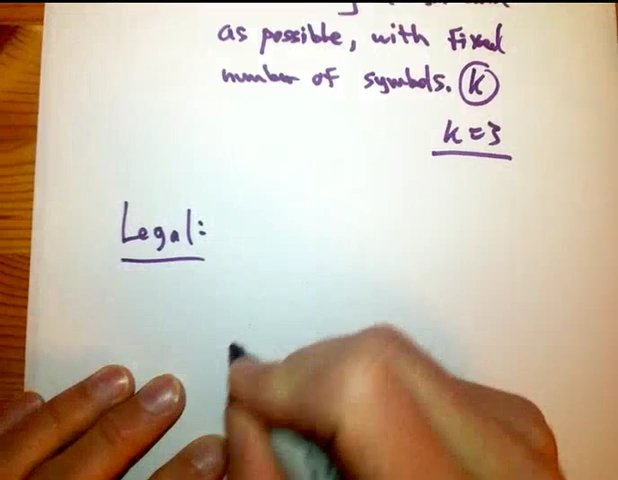 as possible, with fixed
number of symbols. k
k=3
Legal: